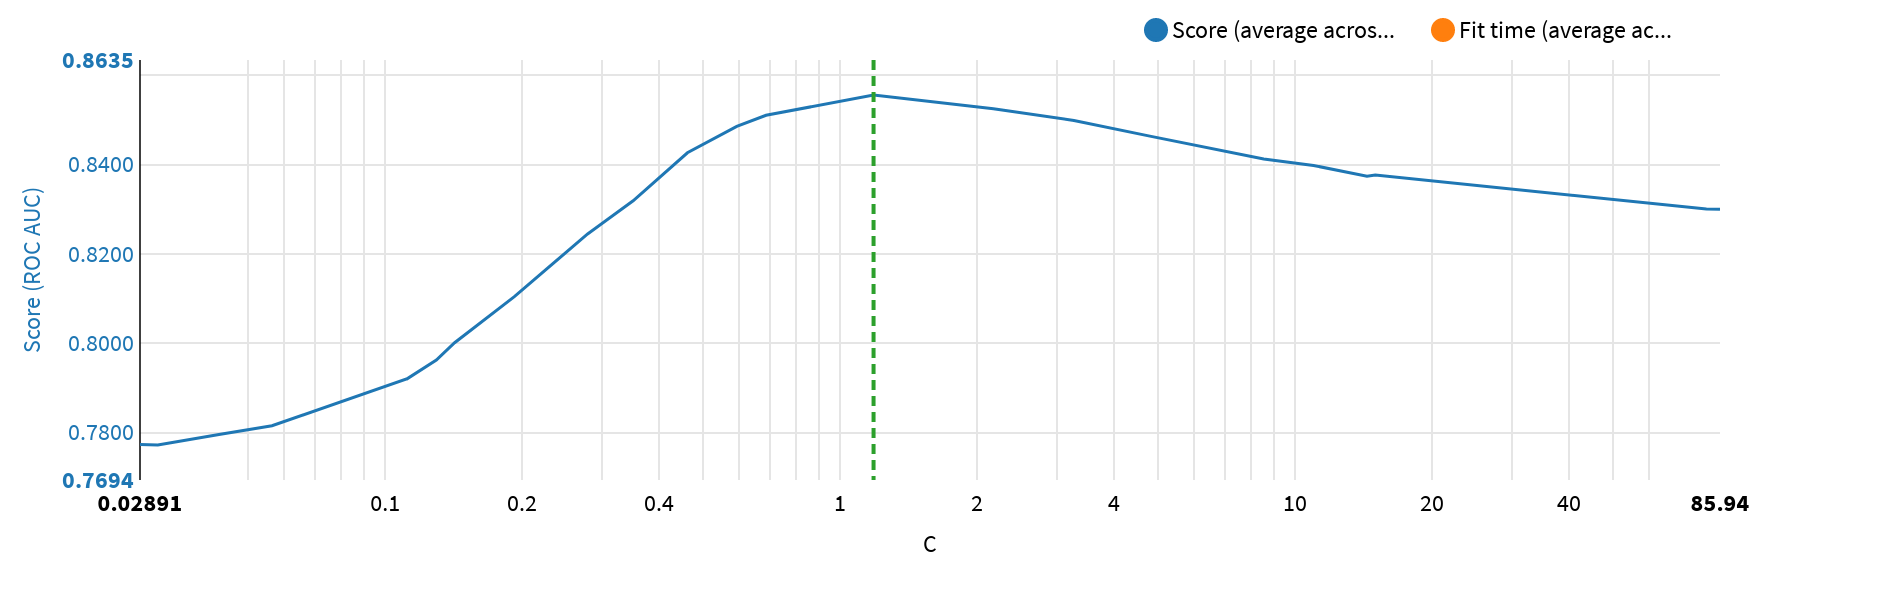 Score (average acros...
Fit time (average ac...
0.8635
0.8400
0.8200
0.8000
0.7800
0.7694
Score (ROC AUC)
0.02891 0.1 0.2 0.4 1 2 4 10 20 40 85.94
C